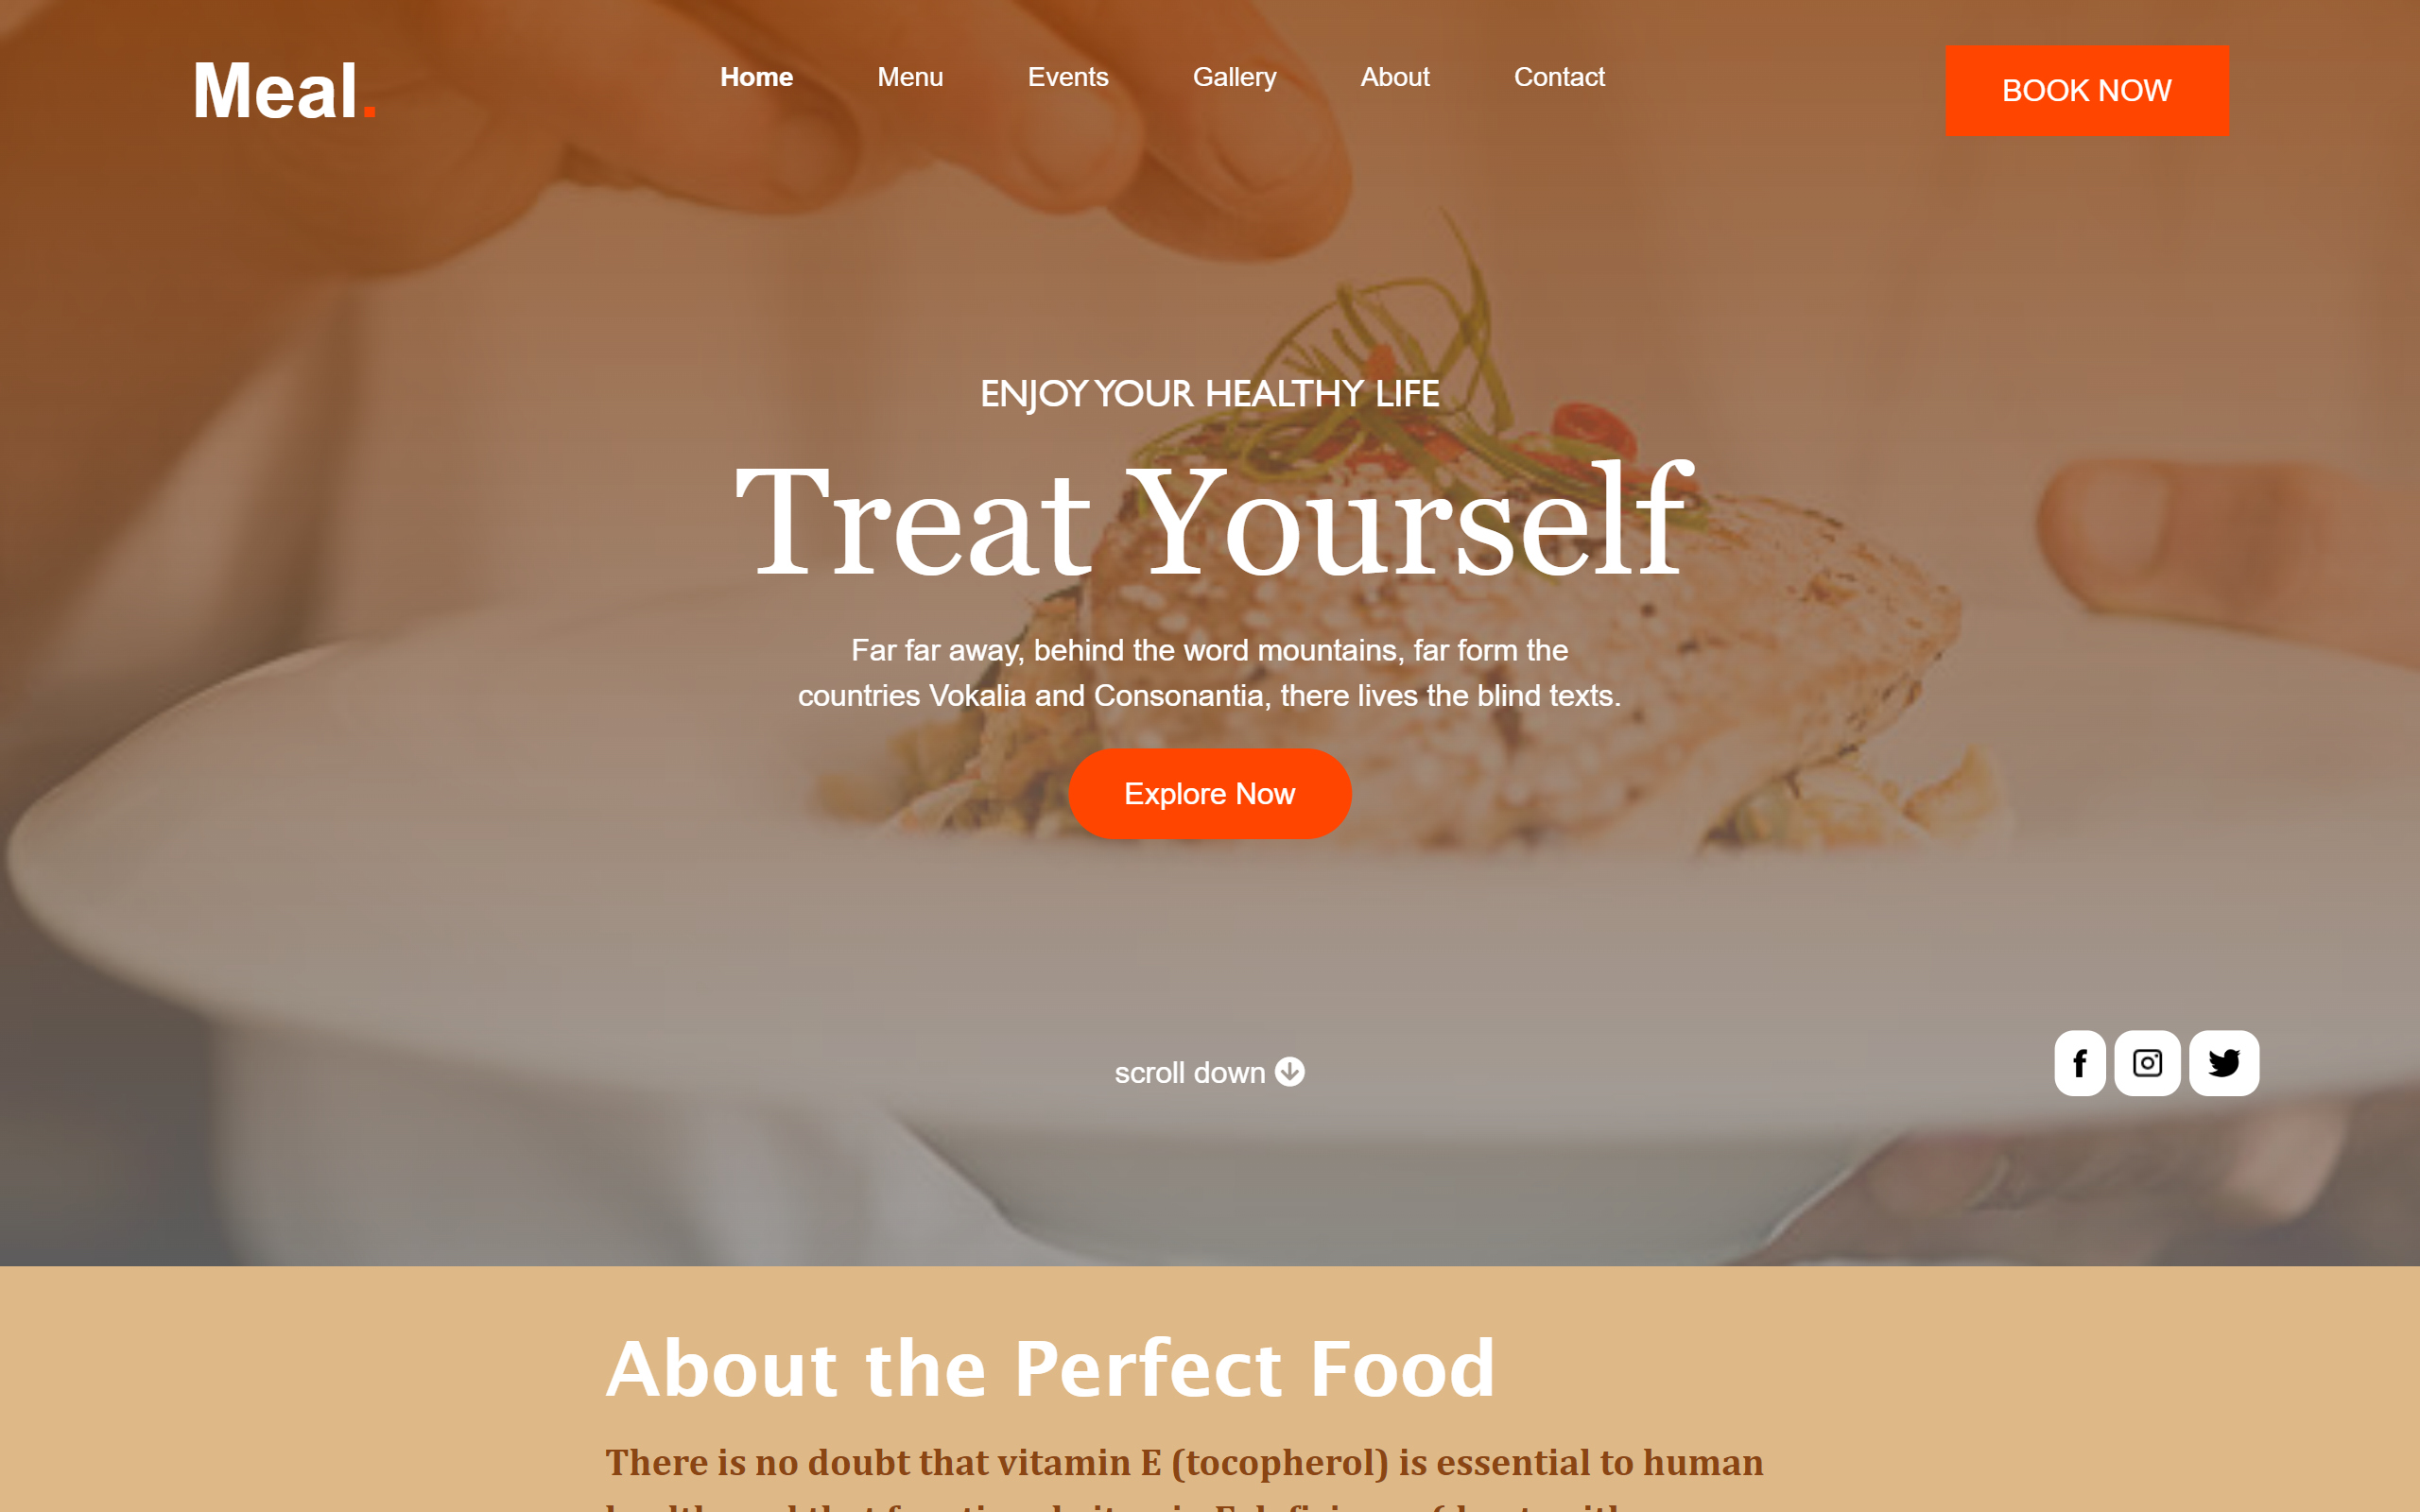 Meal.
Home Menu Events Gallery About Contact
BOOK NOW
ENJOY YOUR HEALTHY LIFE
Treat Yourself
Far far away, behind the word mountains, far form the
countries Vokalia and Consonantia, there lives the blind texts.
Explore Now
scroll down
About the Perfect Food
There is no doubt that vitamin E (tocopherol) is essential to human